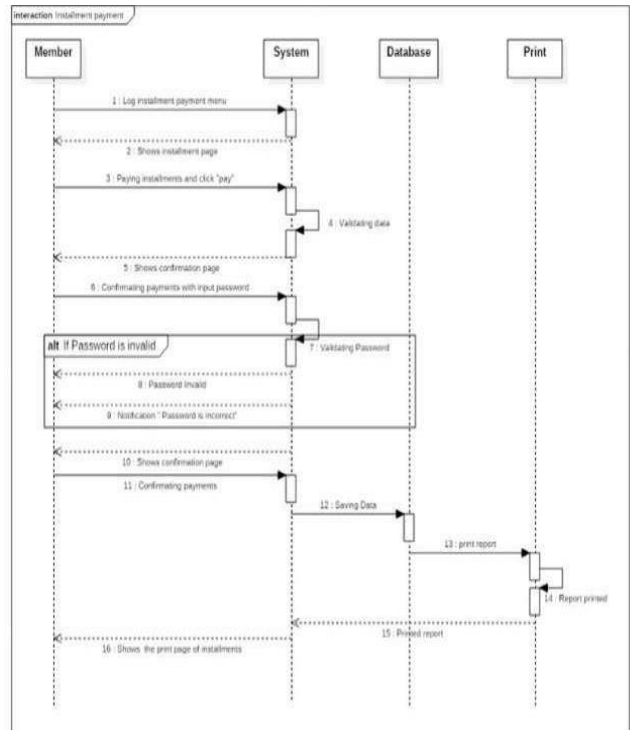 interaction Installment payment
Member
System
Database
Print
1 : Log installment payment menu
2 : Shows installment page
3 : Paying installments and click "pay"
4 : Validating data
5 : Shows confirmation page
6 : Confirmating payments with input password
alt If Password is invalid
7 : Validating Password
8 : Password Invalid
9 : Notification " Password is incorrect"
10 : Shows confirmation page
11 : Confirmating payments
12 : Saving Data
13 : print report
14 : Report printed
15 : Printed report
16 : Shows the print page of installments